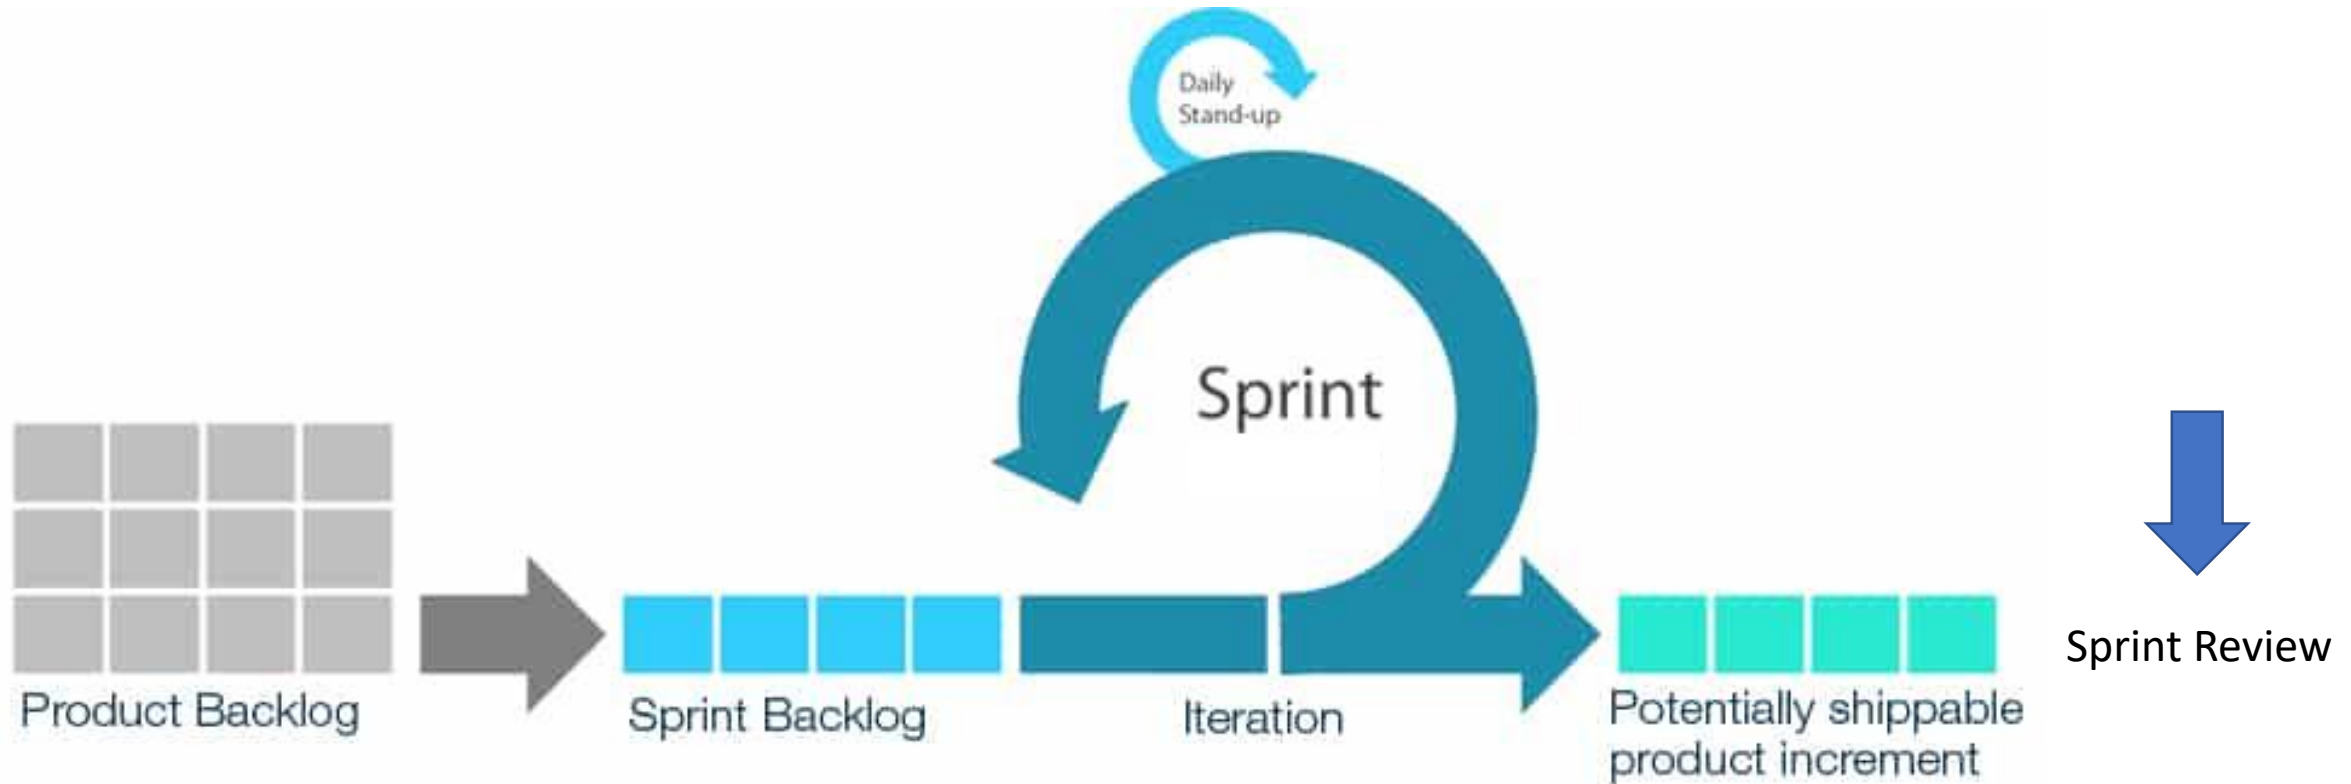 Daily
Stand-up
Sprint
Sprint Review
Product Backlog
Sprint Backlog
Iteration
Potentially shippable
product increment